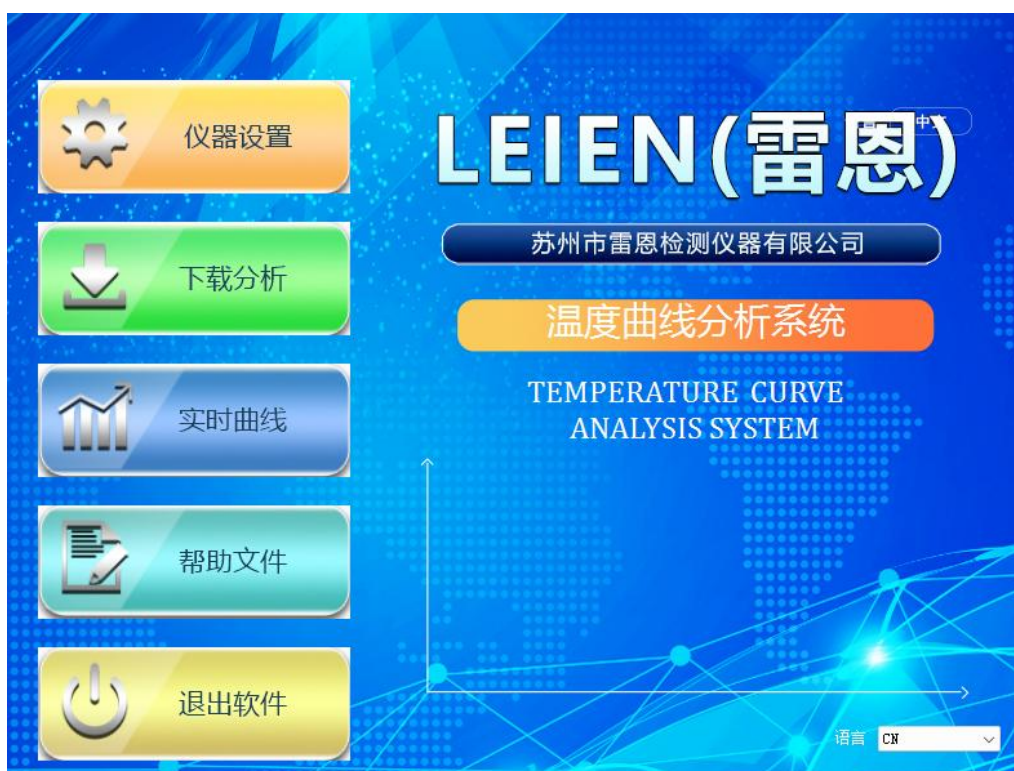 仪器设置
下载分析
实时曲线
帮助文件
退出软件
LEIEN(雷恩)
苏州市雷恩检测仪器有限公司
温度曲线分析系统
TEMPERATURE CURVE
ANALYSIS SYSTEM
语言 CN